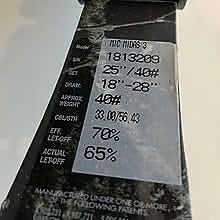 Model MIC MIDAS 3
S/N 1813209
SET 25"/40#
DRAW: 18"-28"
APPROX. WEIGHT 40#
CBL/STR 33.00/56.43
EFF. LET-OFF 70%
ACTUAL LET-OFF 65%
MANUFACTURED UNDER ONE OR MORE
OF THE FOLLOWING PATENTS: